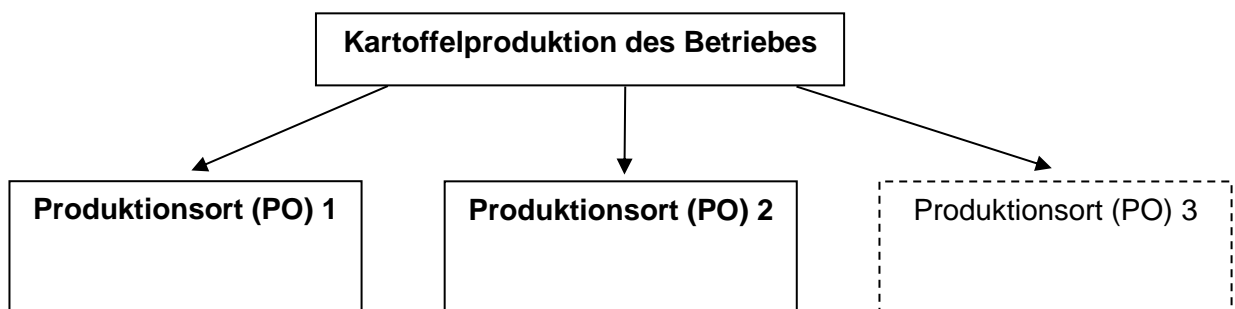 Kartoffelproduktion des Betriebes
Produktionsort (PO) 1
Produktionsort (PO) 2
Produktionsort (PO) 3